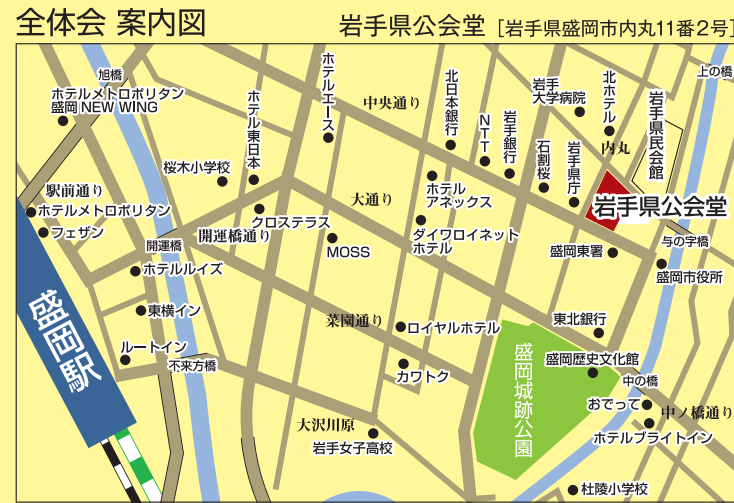 全体会 案内図
岩手県公会堂 [岩手県盛岡市内丸11番2号]
旭橋
ホテルメトロポリタン
盛岡 NEW WING
ホテル東日本
ホテルエース
中央通り
北日本銀行
NTT
岩手銀行
岩手
大学病院
石割桜
岩手県庁
北ホテル
内丸
岩手県民会館
上の橋
桜木小学校
駅前通り
ホテルメトロポリタン
フェザン
開運橋
開運橋通り
クロステラス
大通り
MOSS
ホテル
アネックス
ダイワロイネット
ホテル
岩手県公会堂
与の字橋
盛岡東署
盛岡市役所
ホテルルイズ
東横イン
ルートイン
不来方橋
盛岡駅
菜園通り
ロイヤルホテル
カワトク
東北銀行
盛岡歴史文化館
盛岡城跡公園
中の橋
おでって
中ノ橋通り
ホテルブライトイン
大沢川原
岩手女子高校
杜陵小学校